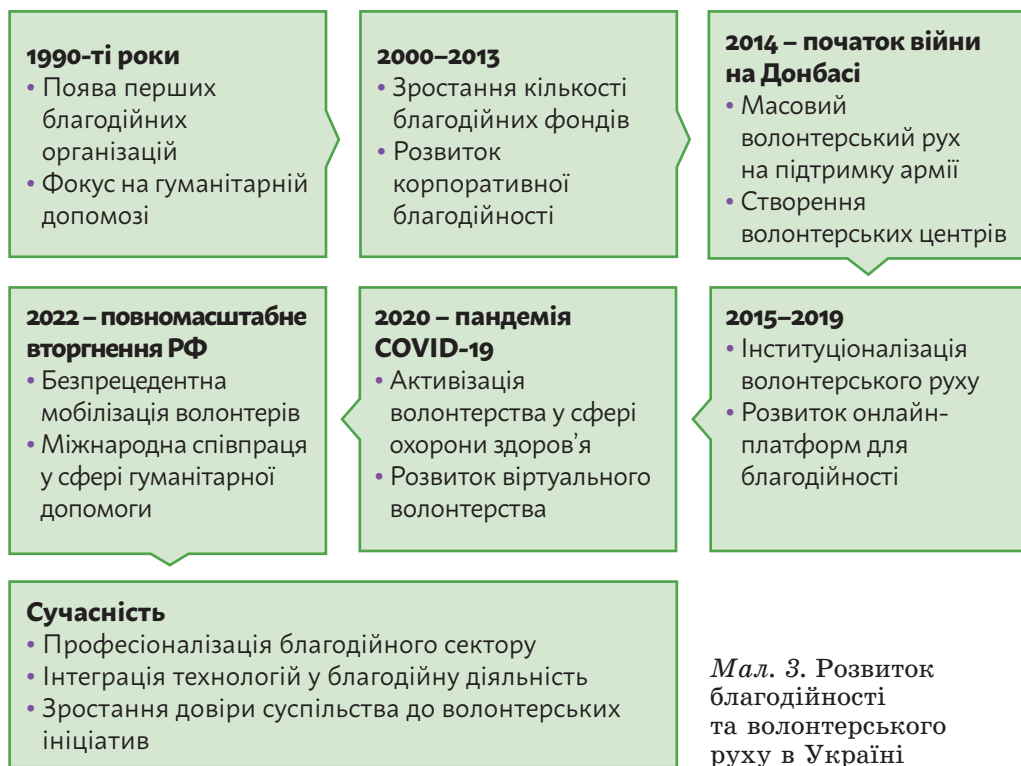 1990-ті роки
• Поява перших
благодійних
організацій
• Фокус на гуманітарній
допомозі
2000–2013
• Зростання кількості
благодійних фондів
• Розвиток
корпоративної
благодійності
2014 – початок війни
на Донбасі
• Масовий
волонтерський рух
на підтримку армії
• Створення
волонтерських центрів
2015–2019
• Інституціоналізація
волонтерського руху
• Розвиток онлайн-
платформ для
благодійності
2020 – пандемія
COVID-19
• Активізація
волонтерства у сфері
охорони здоров’я
• Розвиток віртуального
волонтерства
2022 – повномасштабне
вторгнення РФ
• Безпрецедентна
мобілізація волонтерів
• Міжнародна співпраця
у сфері гуманітарної
допомоги
Сучасність
• Професіоналізація благодійного сектору
• Інтеграція технологій у благодійну діяльність
• Зростання довіри суспільства до волонтерських
ініціатив
Мал. 3. Розвиток
благодійності
та волонтерського
руху в Україні